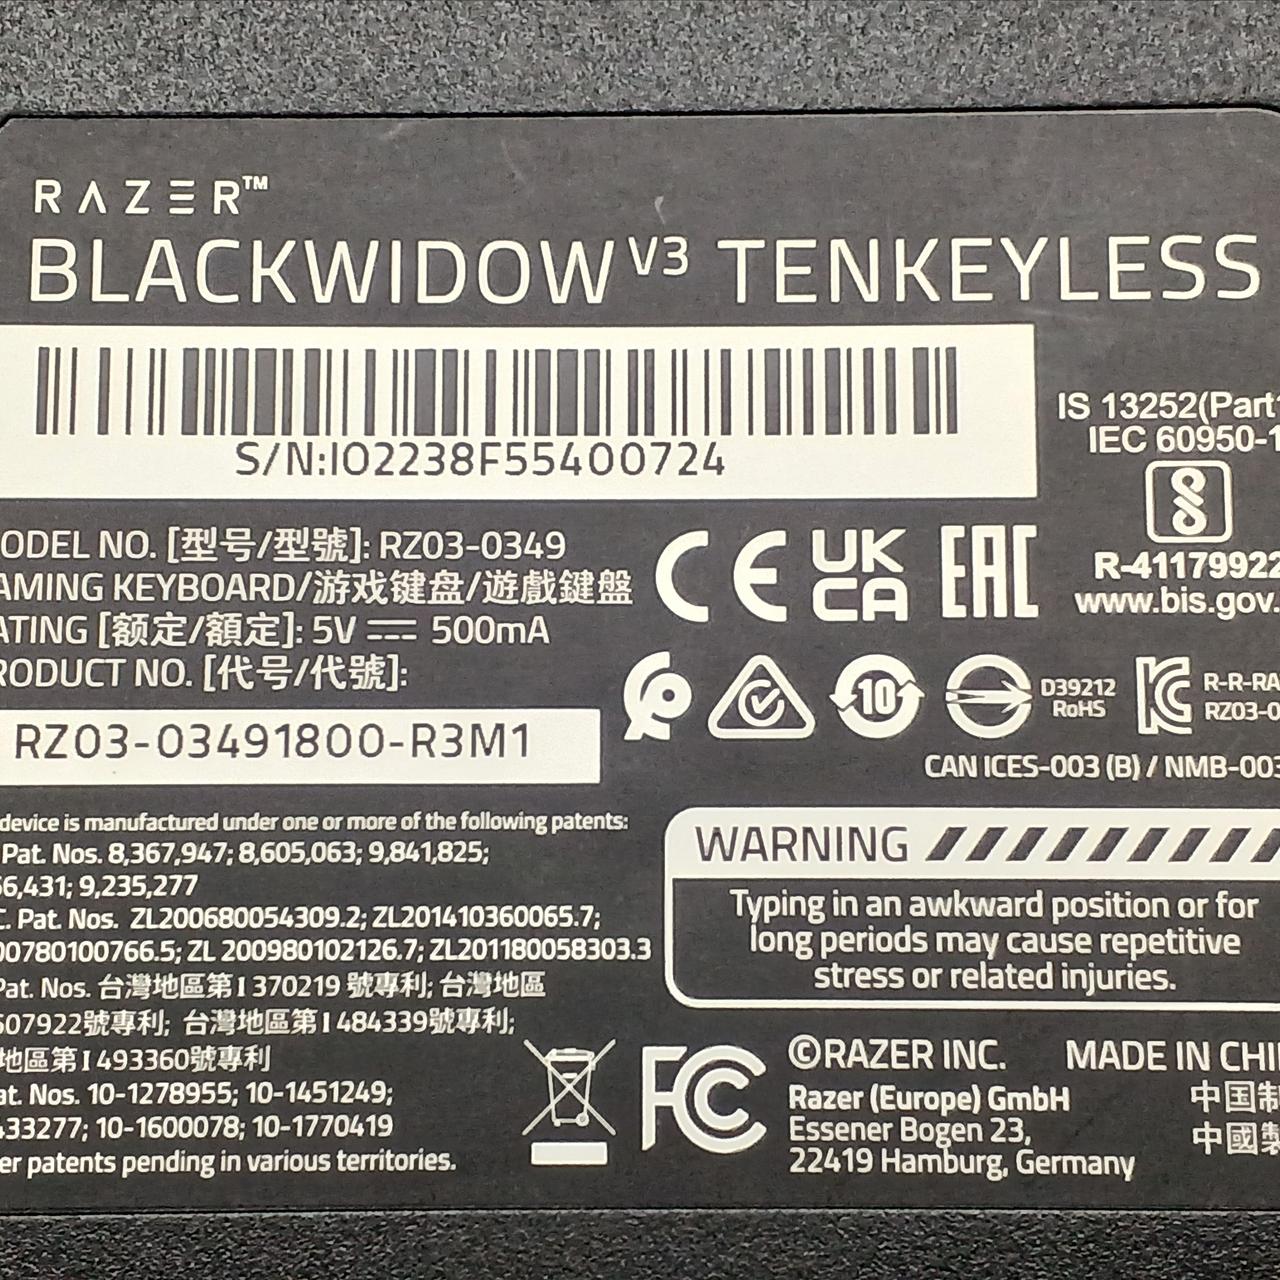 RAZER™
BLACKWIDOW V3 TENKEYLESS
S/N:IO2238F55400724
IS 13252(Part1
IEC 60950-1
R-41179922
www.bis.gov.
ODEL NO. [型号/型號]: RZ03-0349
AMING KEYBOARD/游戏键盘/遊戲鍵盤
ATING [额定/額定]: 5V ⎓ 500mA
RODUCT NO. [代号/代號]:
RZ03-03491800-R3M1
CE UK CA EAC
10
D39212
RoHS
R-R-RA
RZ03-0
CAN ICES-003 (B) / NMB-003
device is manufactured under one or more of the following patents:
Pat. Nos. 8,367,947; 8,605,063; 9,841,825;
6,431; 9,235,277
C. Pat. Nos. ZL200680054309.2; ZL201410360065.7;
00780100766.5; ZL 200980102126.7; ZL201180058303.3
Pat. Nos. 台灣地區第I 370219 號專利; 台灣地區
507922號專利; 台灣地區第I 484339號專利;
地區第I 493360號專利
at. Nos. 10-1278955; 10-1451249;
433277; 10-1600078; 10-1770419
er patents pending in various territories.
WARNING
Typing in an awkward position or for
long periods may cause repetitive
stress or related injuries.
FC
©RAZER INC. MADE IN CHI
Razer (Europe) GmbH
Essener Bogen 23,
22419 Hamburg, Germany
中国制
中國製